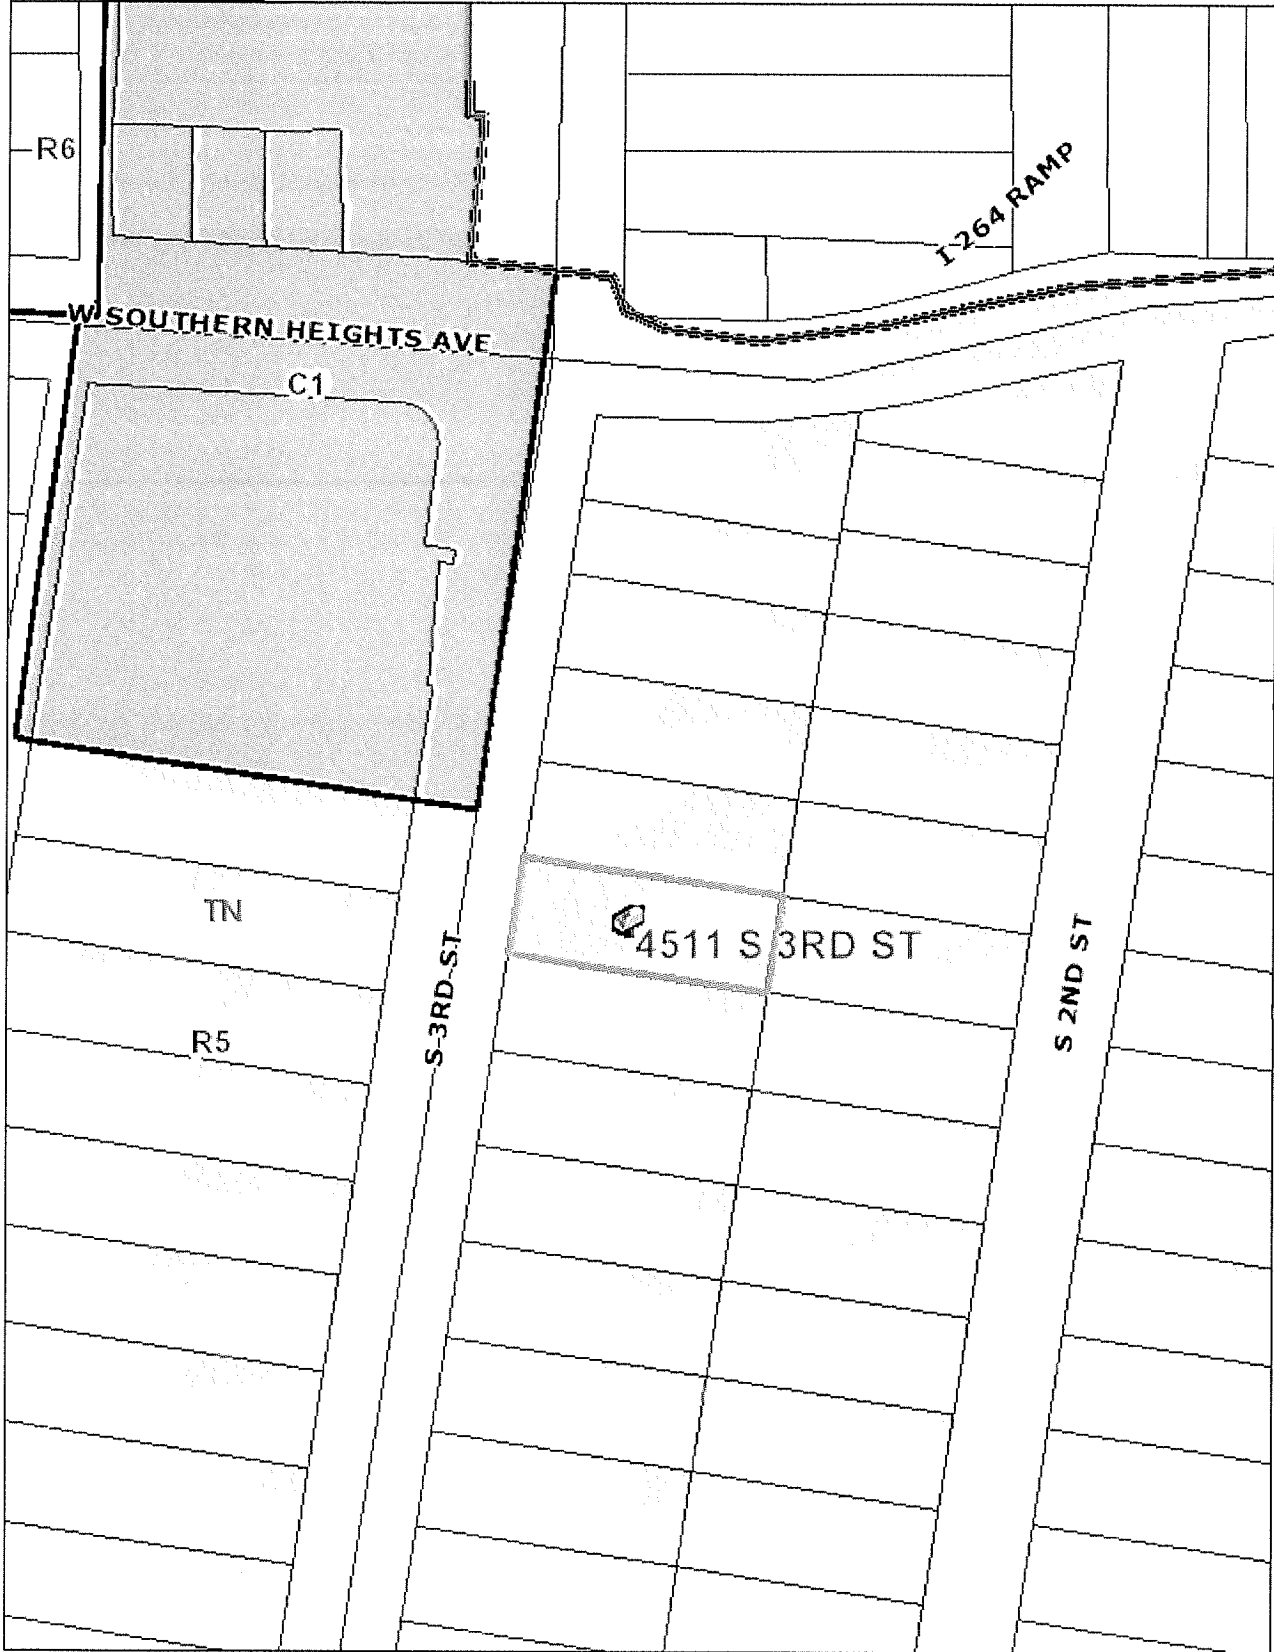 R6
I 264 RAMP
W SOUTHERN HEIGHTS AVE
C1
TN
4511 S 3RD ST
S 3RD ST
S 2ND ST
R5